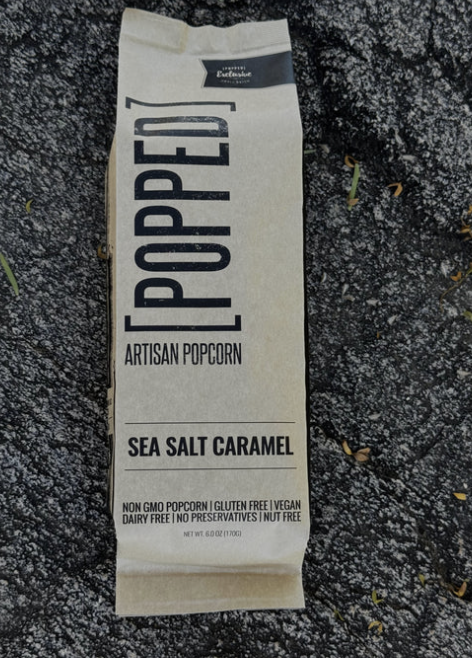 Exclusive
[POPPED]
ARTISAN POPCORN
SEA SALT CARAMEL
NON GMO POPCORN | GLUTEN FREE | VEGAN
DAIRY FREE | NO PRESERVATIVES | NUT FREE
NET WT. 6.0 OZ (170G)